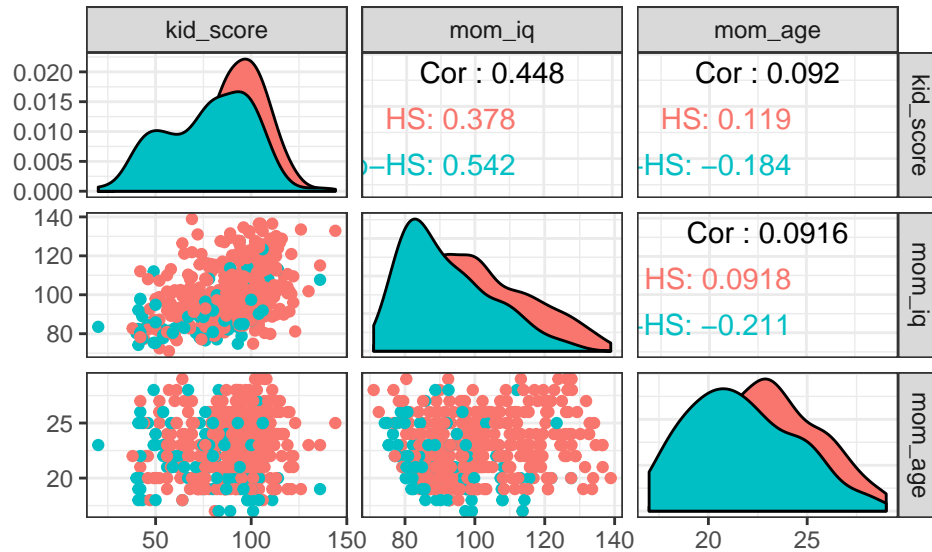 kid_score mom_iq mom_age
0.020 Cor : 0.448 Cor : 0.092
0.015
0.010 HS: 0.378 HS: 0.119
0.005 o−HS: 0.542 −HS: −0.184
0.000
kid_score
140
120 Cor : 0.0916
100 HS: 0.0918
80 −HS: −0.211
mom_iq
25
20
mom_age
50 100 150 80 100 120 140 20 25